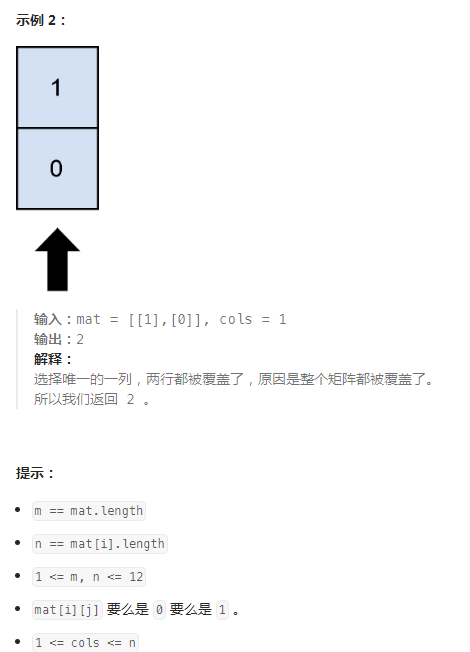 示例 2：
1
0
输入：mat = [[1],[0]], cols = 1
输出：2
解释：
选择唯一的一列，两行都被覆盖了，原因是整个矩阵都被覆盖了。
所以我们返回 2 。
提示：
m == mat.length
n == mat[i].length
1 <= m, n <= 12
mat[i][j] 要么是 0 要么是 1 。
1 <= cols <= n